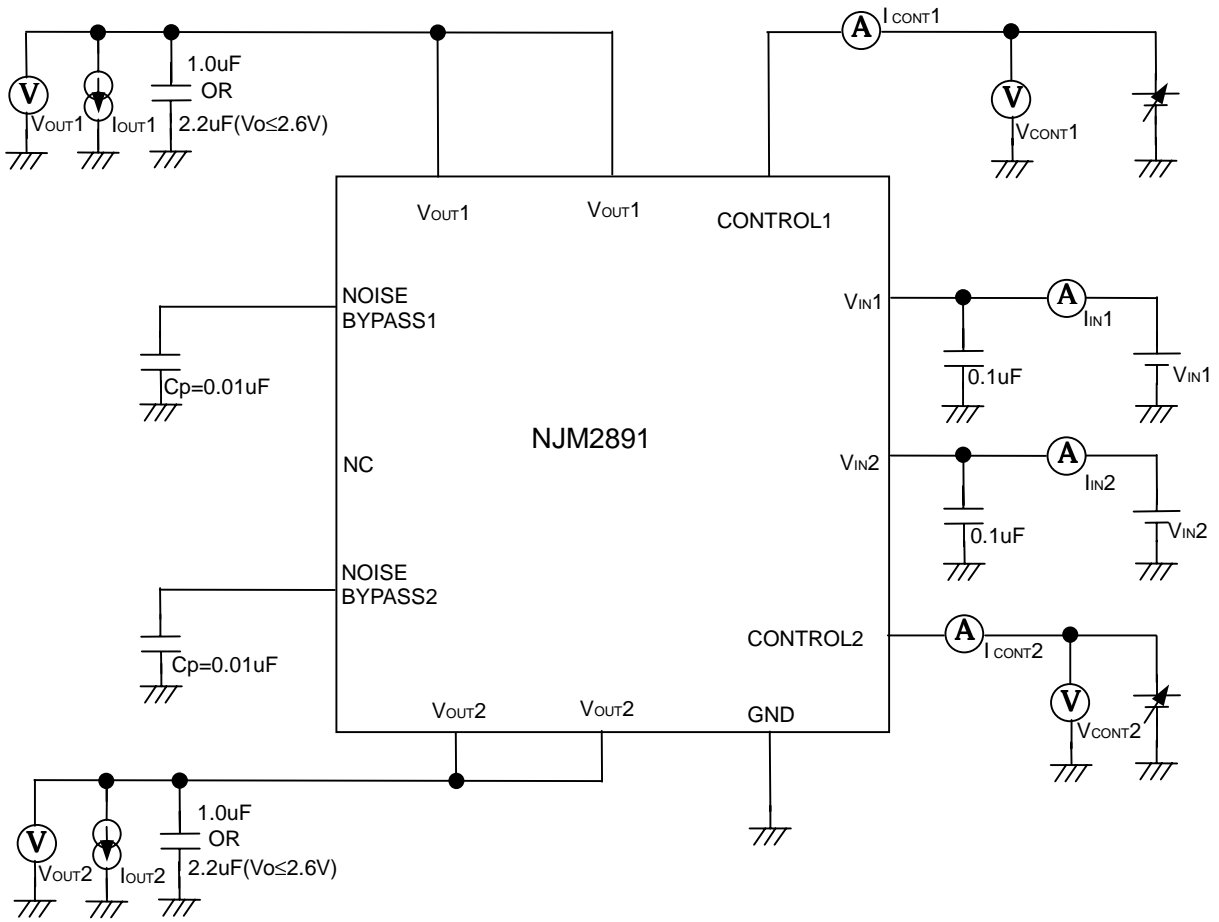 I CONT1
A
1.0uF
OR
2.2uF(Vo≤2.6V)
V
VOUT1
IOUT1
V
VCONT1
VOUT1
VOUT1
CONTROL1
NOISE
BYPASS1
VIN1
A
IIN1
Cp=0.01uF
0.1uF
VIN1
NJM2891
NC
VIN2
A
IIN2
0.1uF
VIN2
NOISE
BYPASS2
CONTROL2
A
I CONT2
Cp=0.01uF
V
VCONT2
VOUT2
VOUT2
GND
1.0uF
OR
2.2uF(Vo≤2.6V)
V
VOUT2
IOUT2